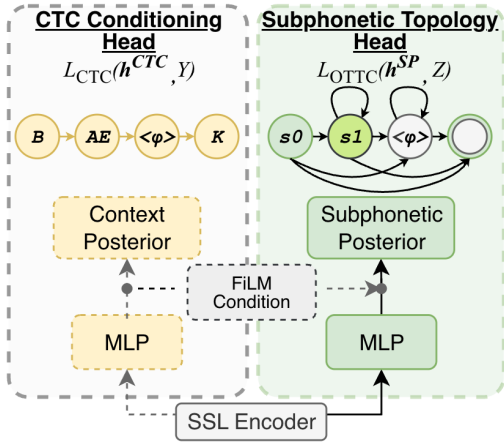 CTC Conditioning
Head
L_CTC(h^CTC, Y)
B AE <φ> K
Context
Posterior
MLP
Subphonetic Topology
Head
L_OTTC(h^SP, Z)
s0 s1 <φ>
Subphonetic
Posterior
MLP
FiLM
Condition
SSL Encoder